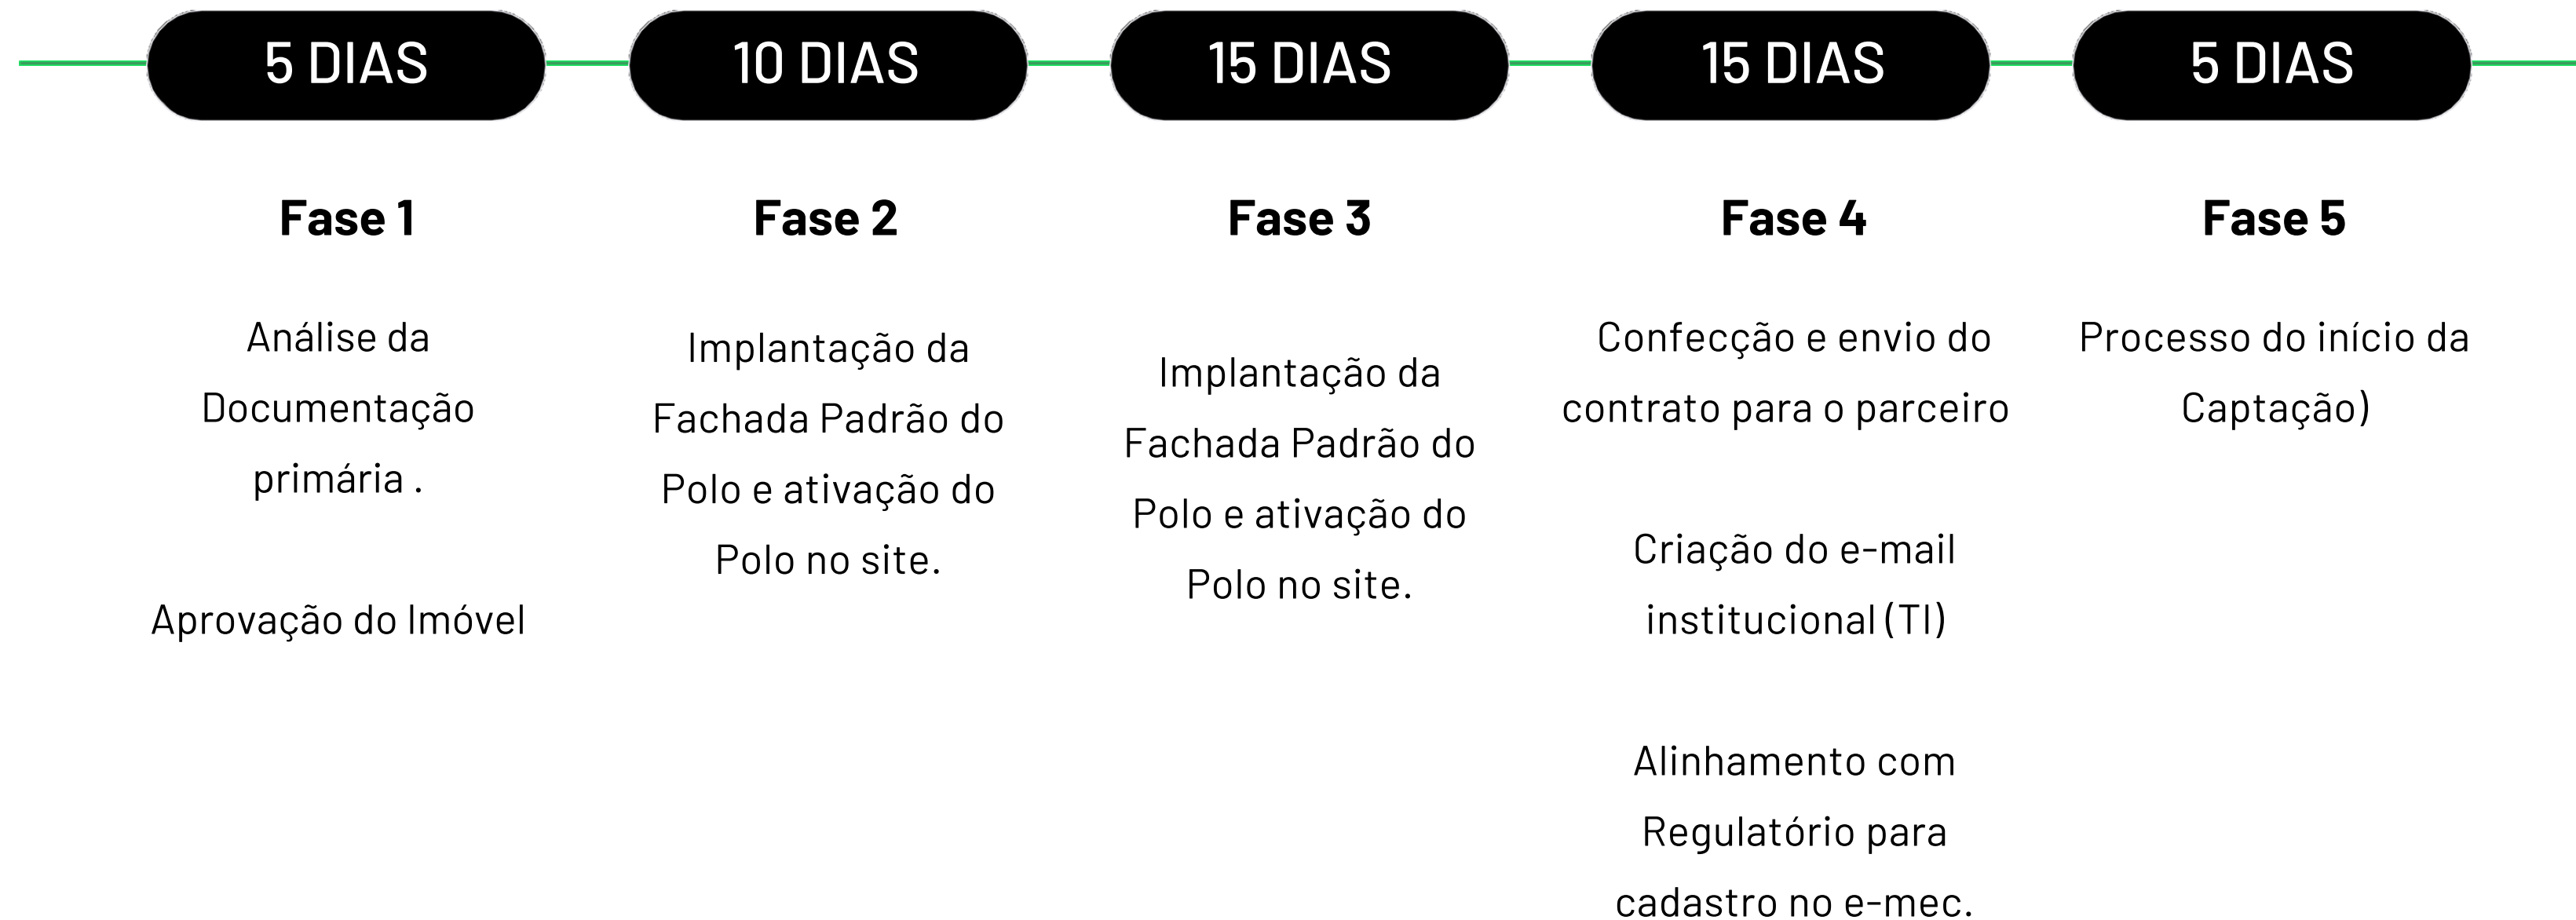 5 DIAS
10 DIAS
15 DIAS
15 DIAS
5 DIAS
Fase 1
Fase 2
Fase 3
Fase 4
Fase 5
Análise da
Documentação
primária .
Aprovação do Imóvel
Implantação da
Fachada Padrão do
Polo e ativação do
Polo no site.
Implantação da
Fachada Padrão do
Polo e ativação do
Polo no site.
Confecção e envio do
contrato para o parceiro
Criação do e-mail
institucional (TI)
Alinhamento com
Regulatório para
cadastro no e-mec.
Processo do início da
Captação)